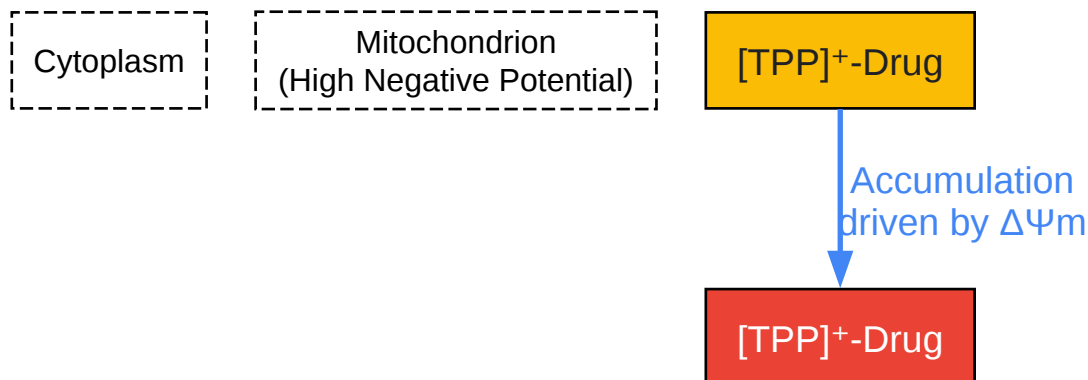 Cytoplasm
Mitochondrion
(High Negative Potential)
[TPP]⁺-Drug
Accumulation
driven by ΔΨm
[TPP]⁺-Drug